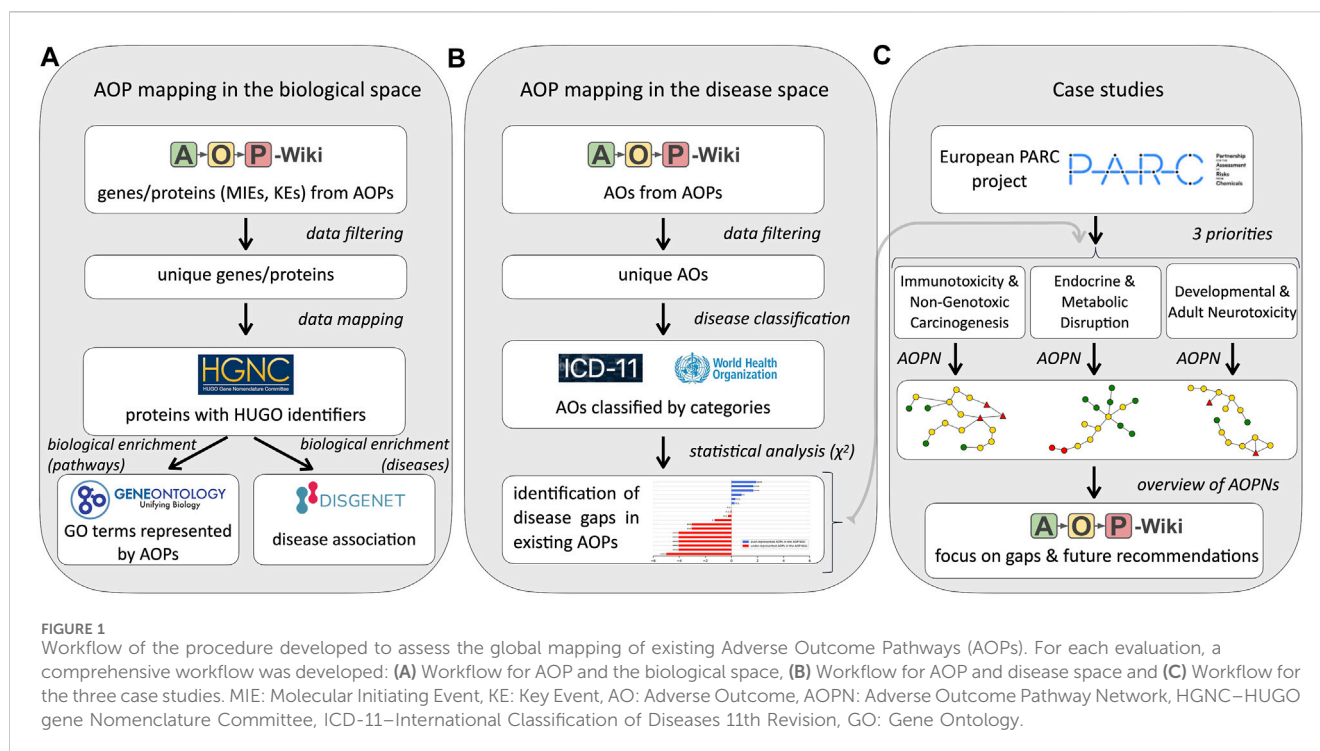 A
AOP mapping in the biological space
A O P -Wiki
genes/proteins (MIEs, KEs) from AOPs
data filtering
unique genes/proteins
data mapping
HGNC
HUGO Gene Nomenclature Committee
proteins with HUGO identifiers
biological enrichment
(pathways)
biological enrichment
(diseases)
GENEONTOLOGY
Unifying Biology
GO terms represented
by AOPs
DISGENET
disease association
B
AOP mapping in the disease space
A O P -Wiki
AOs from AOPs
data filtering
unique AOs
disease classification
ICD-11
World Health
Organization
AOs classified by categories
statistical analysis (χ²)
identification of
disease gaps in
existing AOPs
C
Case studies
European PARC
project
P-A-R-C
Partnership
for the
Assessment
of
Risks
from
Chemicals
3 priorities
Immunotoxicity &
Non-Genotoxic
Carcinogenesis
Endocrine &
Metabolic
Disruption
Developmental &
Adult Neurotoxicity
AOPN
AOPN
AOPN
overview of AOPNs
A O P -Wiki
focus on gaps & future recommendations
FIGURE 1
Workflow of the procedure developed to assess the global mapping of existing Adverse Outcome Pathways (AOPs). For each evaluation, a
comprehensive workflow was developed: (A) Workflow for AOP and the biological space, (B) Workflow for AOP and disease space and (C) Workflow for
the three case studies. MIE: Molecular Initiating Event, KE: Key Event, AO: Adverse Outcome, AOPN: Adverse Outcome Pathway Network, HGNC–HUGO
gene Nomenclature Committee, ICD-11–International Classification of Diseases 11th Revision, GO: Gene Ontology.